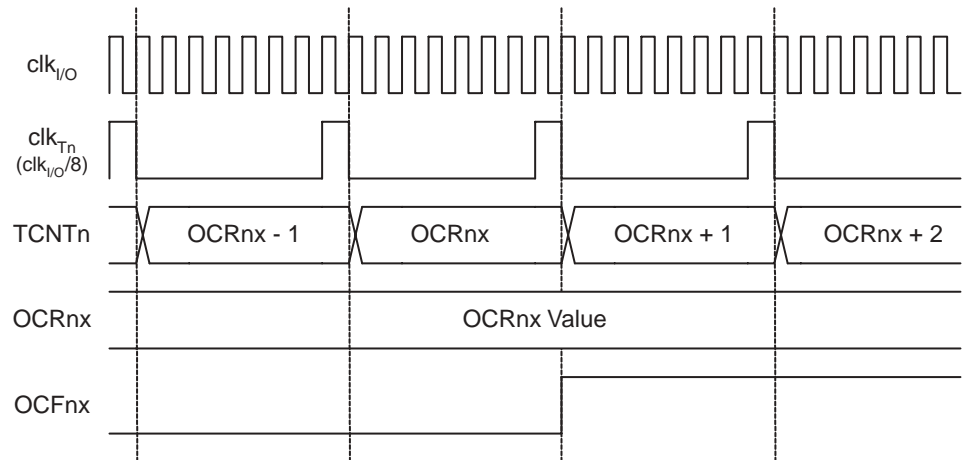 clkI/O
clkTn
(clkI/O/8)
TCNTn
OCRnx - 1
OCRnx
OCRnx + 1
OCRnx + 2
OCRnx
OCRnx Value
OCFnx